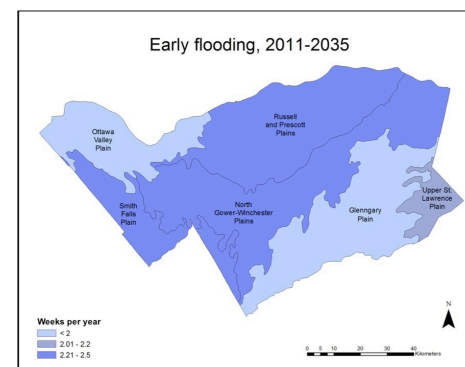 Early flooding, 2011-2035
Russell
and Prescott
Plains
Ottawa
Valley
Plain
Smith
Falls
Plain
North
Gower-Winchester
Plains
Glenngary
Plain
Upper St.
Lawrence
Plain
Weeks per year
< 2
2.01 - 2.2
2.21 - 2.5
N
0 5 10 20 30 40
Kilometers